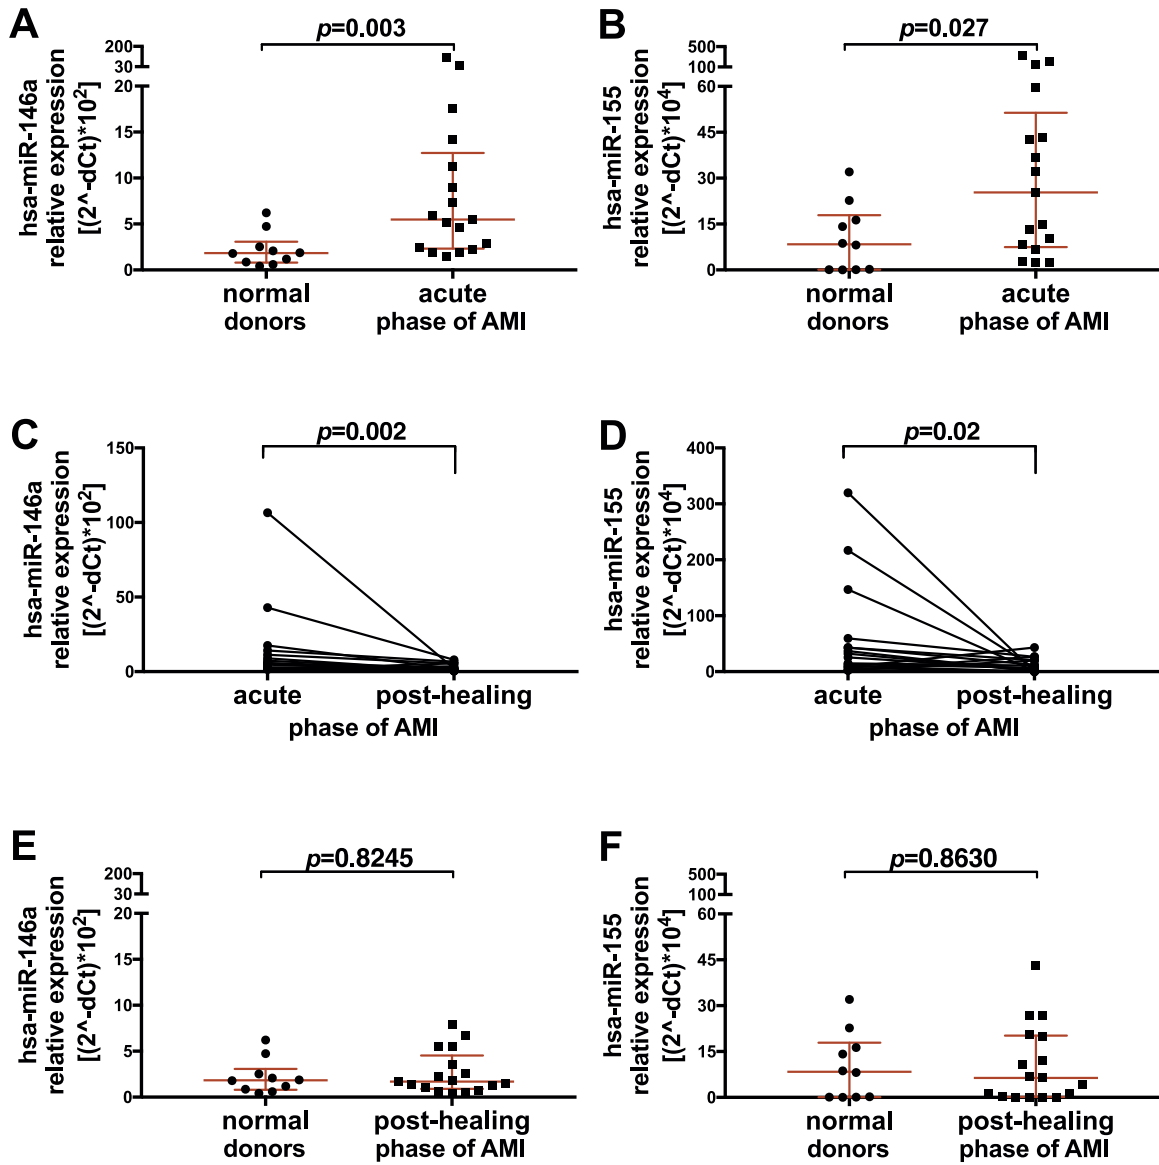 A
hsa-miR-146a
relative expression
[(2^-dCt)*10²]
200
30
20
15
10
5
0
p=0.003
normal
donors
acute
phase of AMI
B
hsa-miR-155
relative expression
[(2^-dCt)*10⁴]
500
100
60
45
30
15
0
p=0.027
normal
donors
acute
phase of AMI
C
hsa-miR-146a
relative expression
[(2^-dCt)*10²]
150
100
50
0
p=0.002
acute
post-healing
phase of AMI
D
hsa-miR-155
relative expression
[(2^-dCt)*10⁴]
400
300
200
100
0
p=0.02
acute
post-healing
phase of AMI
E
hsa-miR-146a
relative expression
[(2^-dCt)*10²]
200
30
20
15
10
5
0
p=0.8245
normal
donors
post-healing
phase of AMI
F
hsa-miR-155
relative expression
[(2^-dCt)*10⁴]
500
100
60
45
30
15
0
p=0.8630
normal
donors
post-healing
phase of AMI